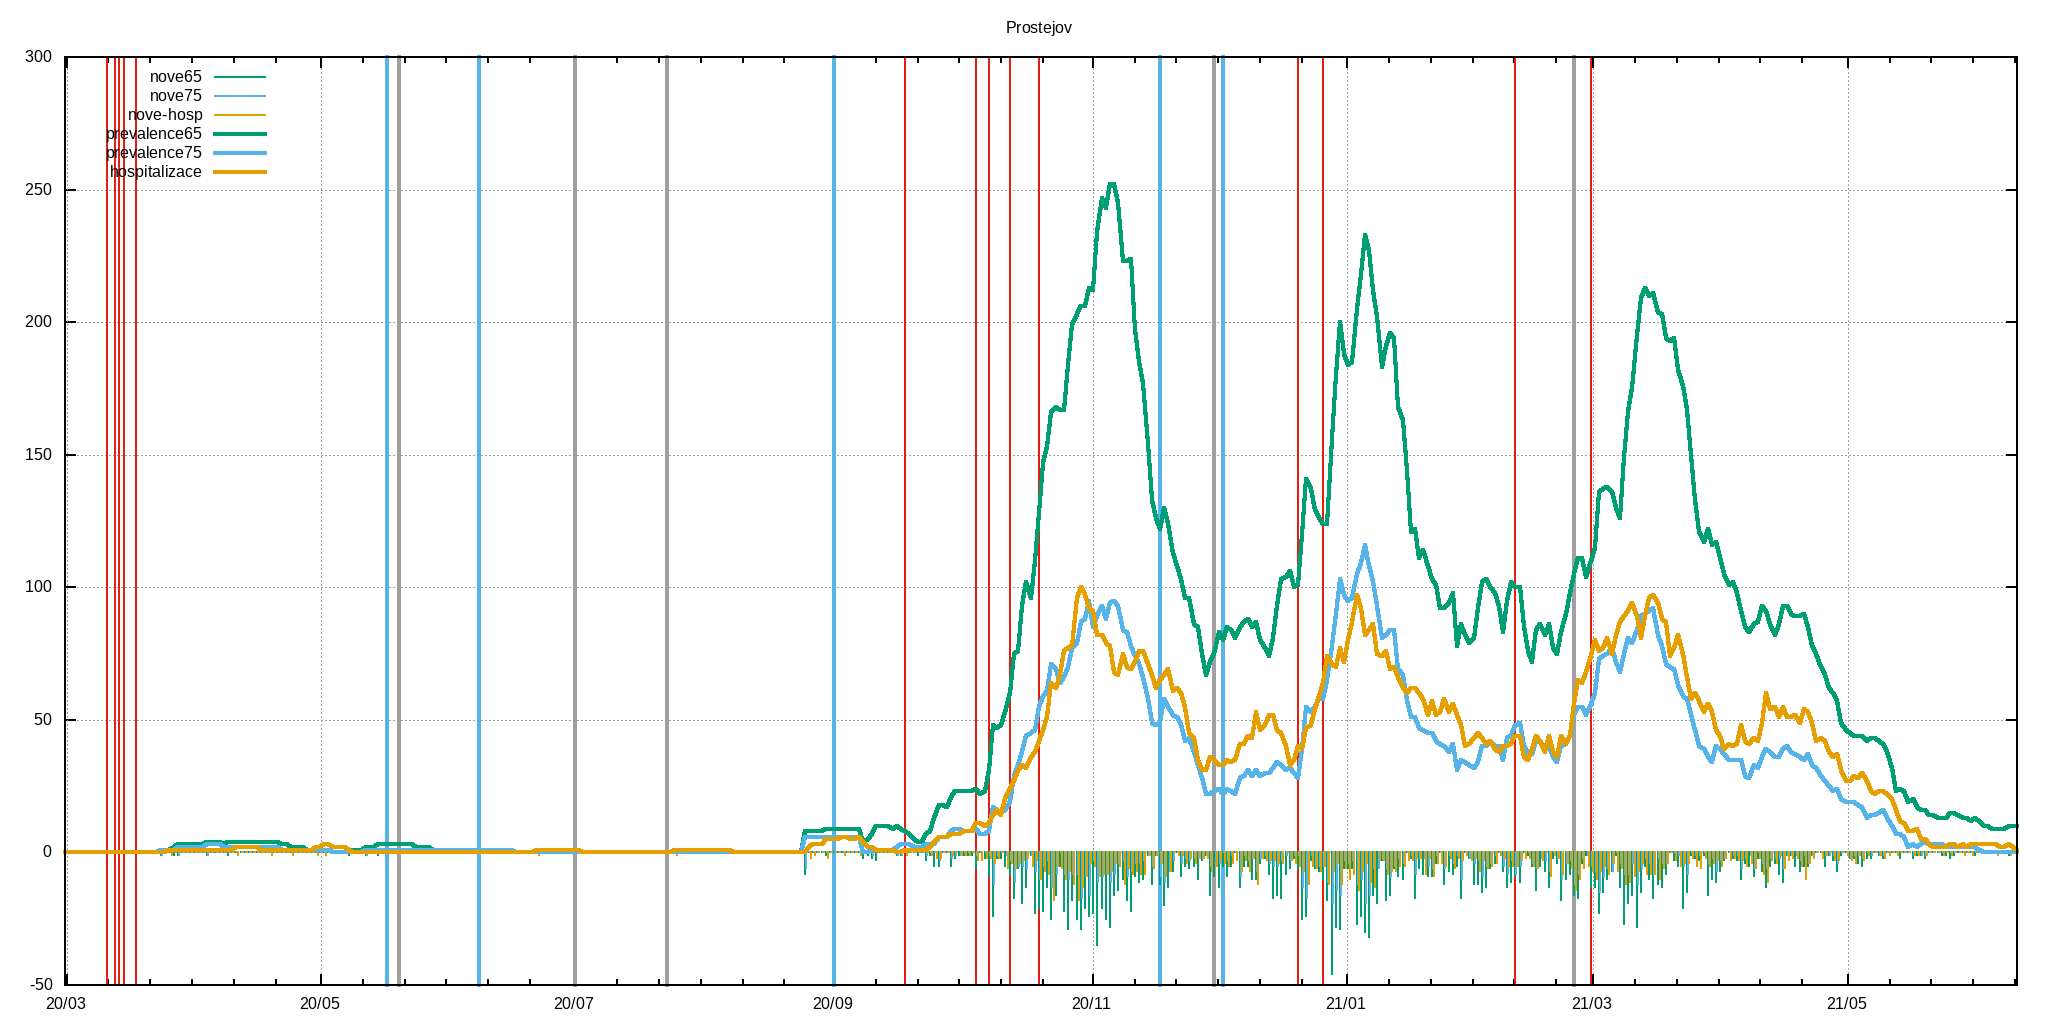 Prostejov
300
250
200
150
100
50
0
-50
nove65
nove75
nove-hosp
prevalence65
prevalence75
hospitalizace
20/03 20/05 20/07 20/09 20/11 21/01 21/03 21/05